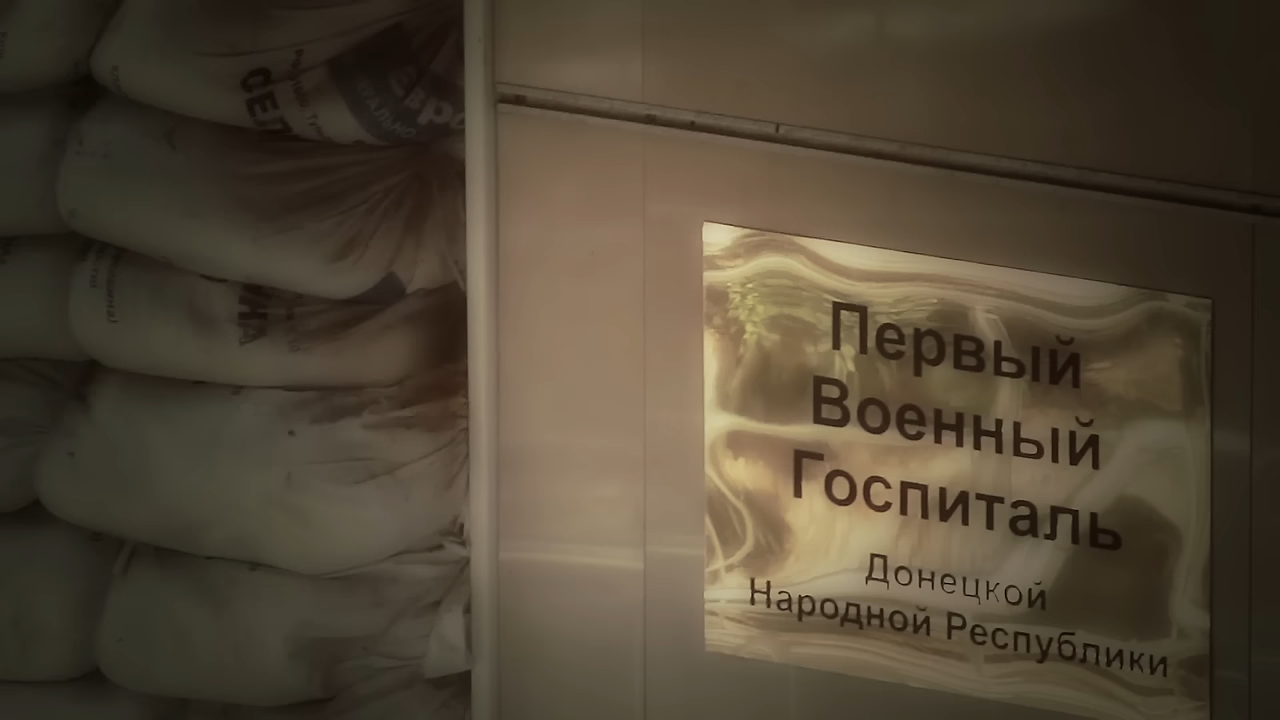 Первый
Военный
Госпиталь
Донецкой
Народной Республики